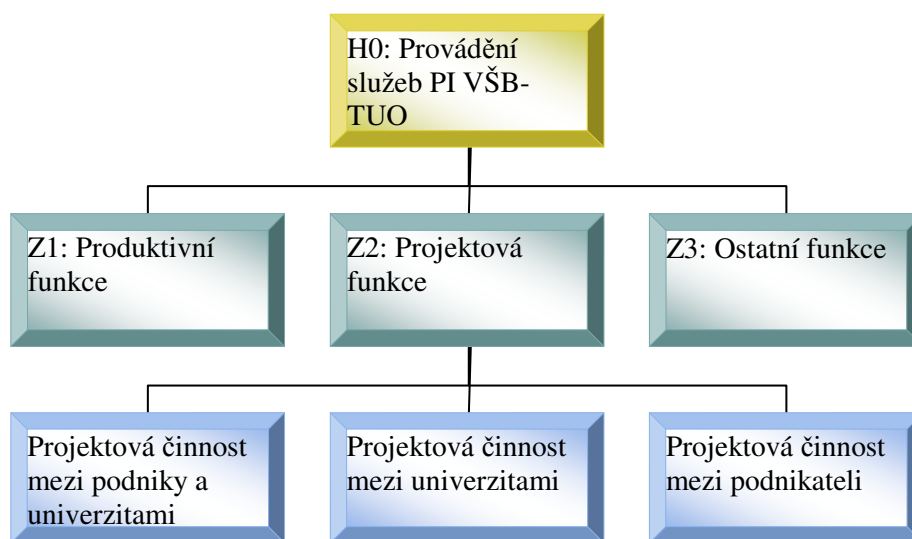 H0: Provádění
služeb PI VŠB-
TUO
Z1: Produktivní
funkce
Z2: Projektová
funkce
Z3: Ostatní funkce
Projektová činnost
mezi podniky a
univerzitami
Projektová činnost
mezi univerzitami
Projektová činnost
mezi podnikateli